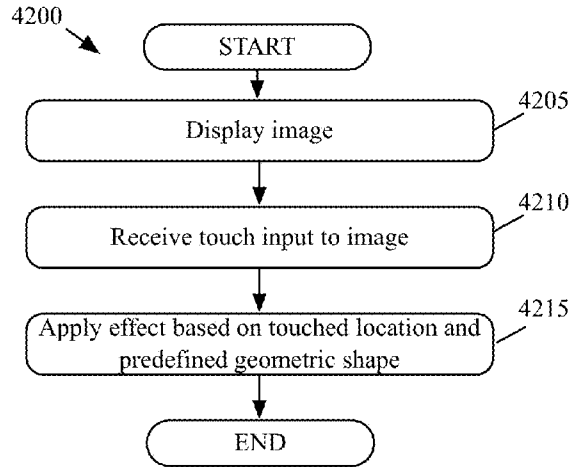 4200
START
4205
Display image
4210
Receive touch input to image
4215
Apply effect based on touched location and
predefined geometric shape
END